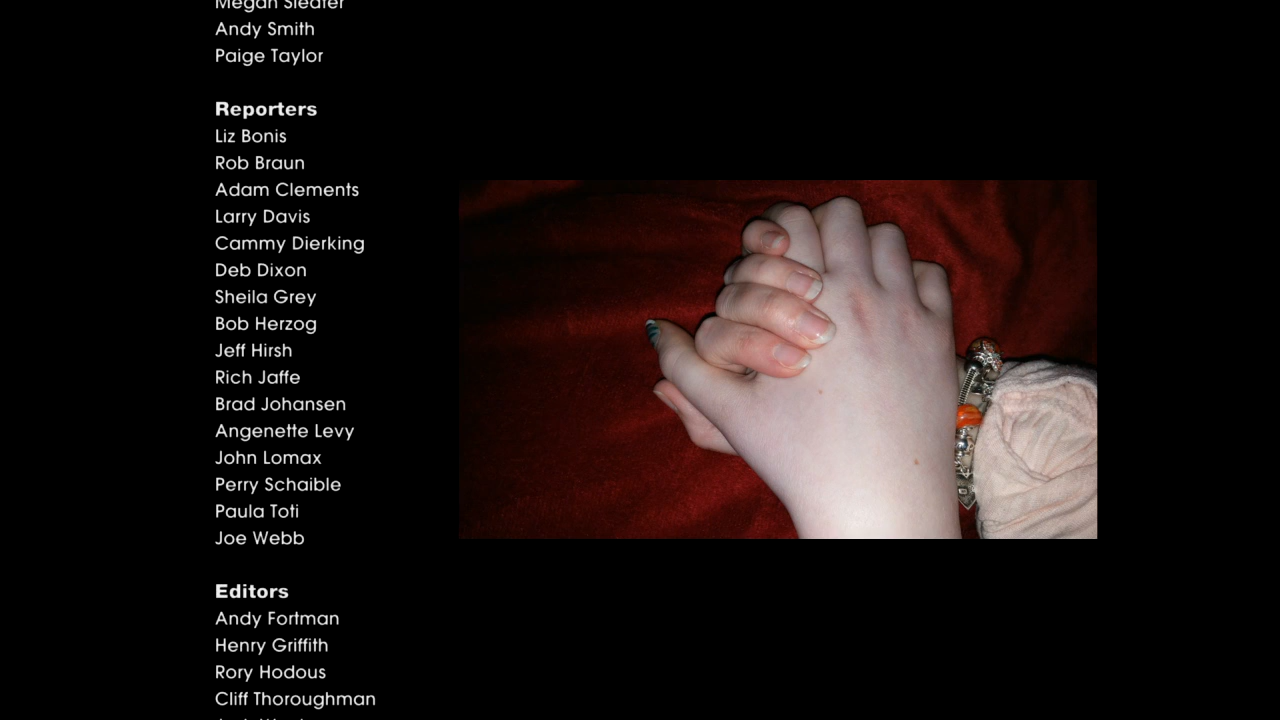 Megan Sleater
Andy Smith
Paige Taylor
Reporters
Liz Bonis
Rob Braun
Adam Clements
Larry Davis
Cammy Dierking
Deb Dixon
Sheila Grey
Bob Herzog
Jeff Hirsh
Rich Jaffe
Brad Johansen
Angenette Levy
John Lomax
Perry Schaible
Paula Toti
Joe Webb
Editors
Andy Fortman
Henry Griffith
Rory Hodous
Cliff Thoroughman